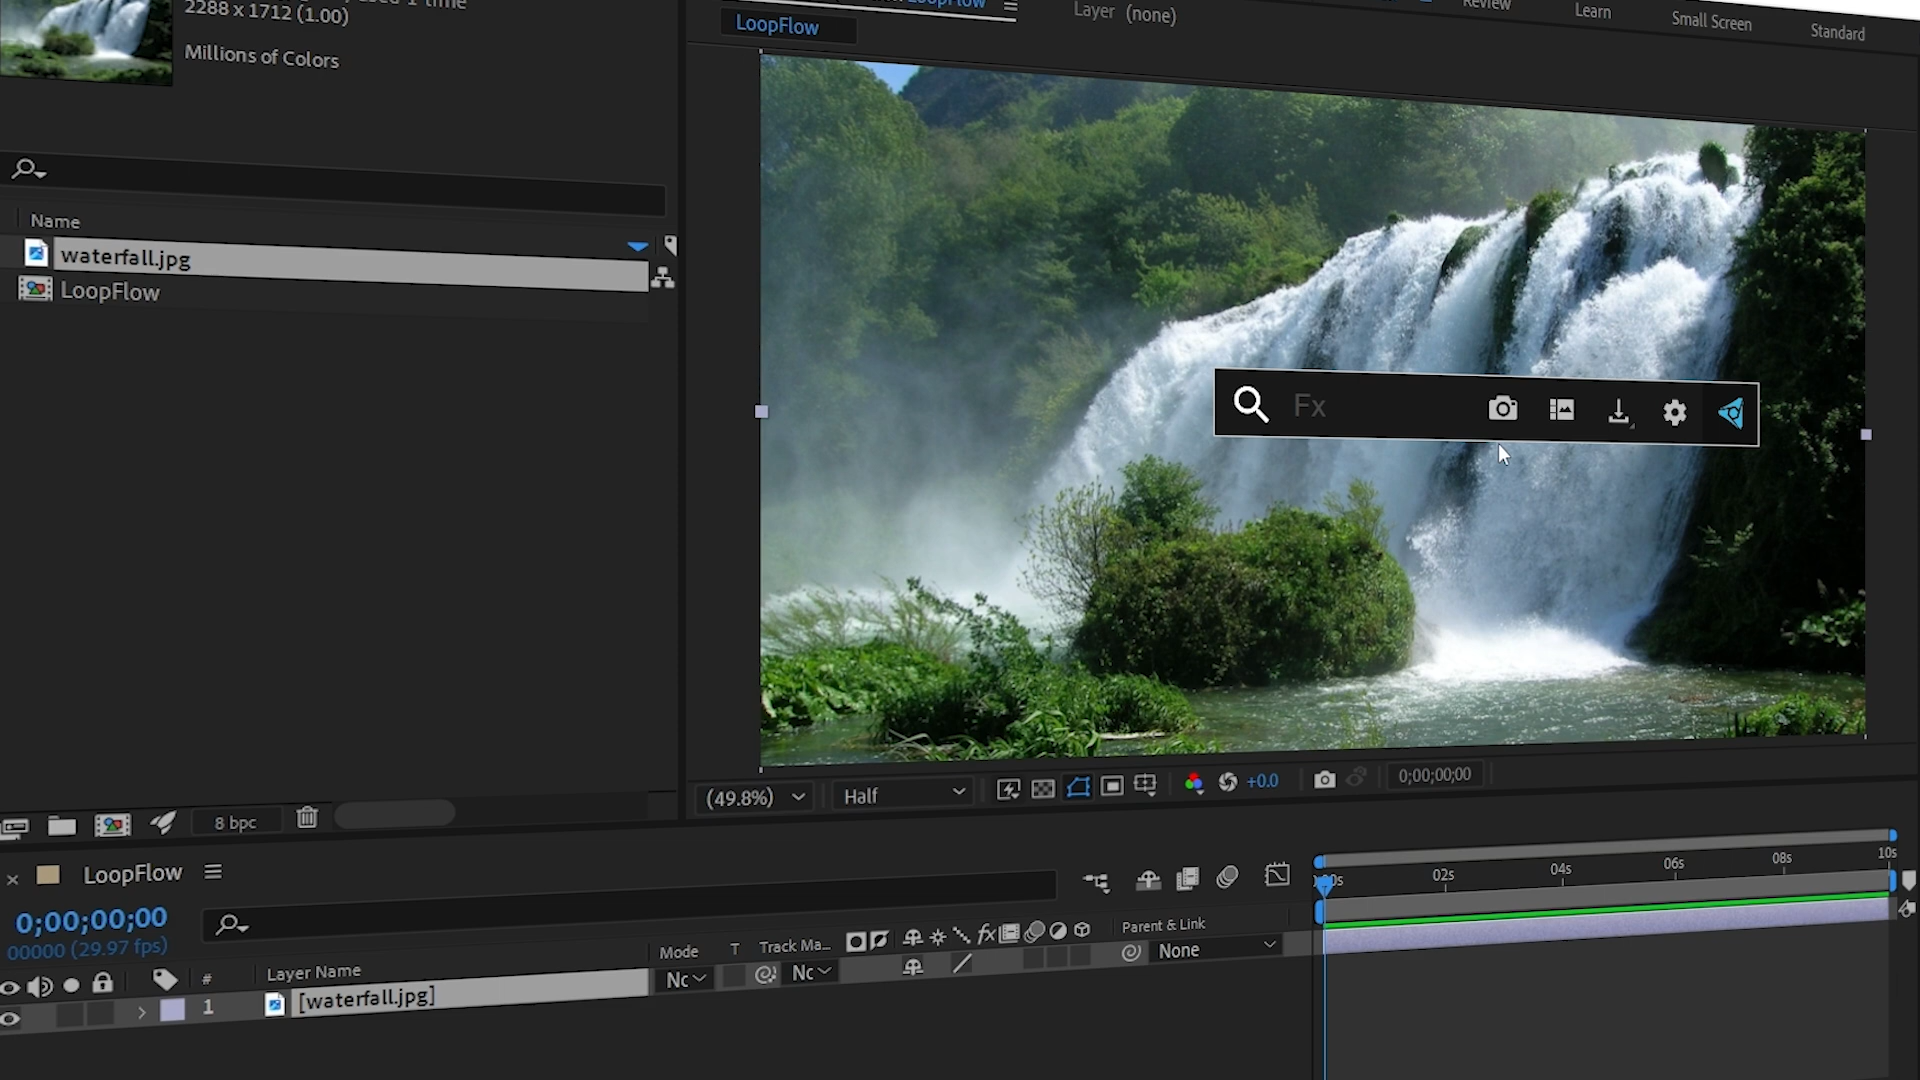 2288 x 1712 (1.00)
Millions of Colors
LoopFlow
Layer (none)
Review
Learn
Small Screen
Standard
LoopFlow
Name
waterfall.jpg
LoopFlow
Fx
8 bpc
(49.8%)
Half
+0.0
0;00;00;00
LoopFlow
0;00;00;00
00000 (29.97 fps)
02s
04s
06s
08s
10s
#
Layer Name
Mode
T
Track Ma...
fx
Parent & Link
1
[waterfall.jpg]
None